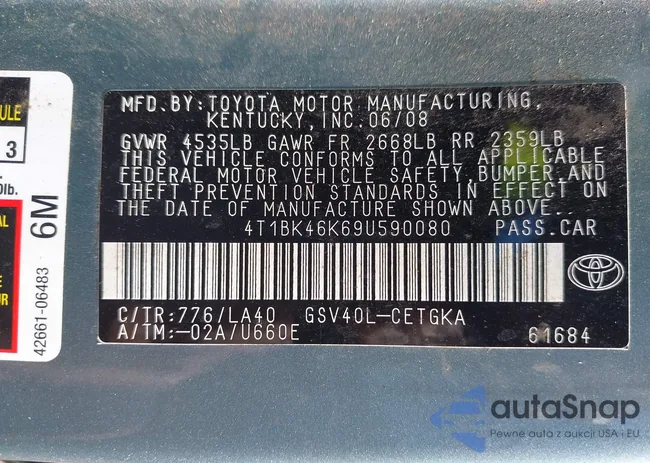 ULE
3
lb.
AL
UR
6M
42661-06483
MFD.BY:TOYOTA MOTOR MANUFACTURING,
KENTUCKY,INC.06/08
GVWR 4535LB GAWR FR 2668LB RR 2359LB
THIS VEHICLE CONFORMS TO ALL APPLICABLE
FEDERAL MOTOR VEHICLE SAFETY,BUMPER,AND
THEFT PREVENTION STANDARDS IN EFFECT ON
THE DATE OF MANUFACTURE SHOWN ABOVE.
4T1BK46K69U590080 PASS.CAR
C/TR:776/LA40 GSV40L-CETGKA
A/TM:-02A/U660E 61684
autaSnap
Pewne auta z aukcji USA i EU